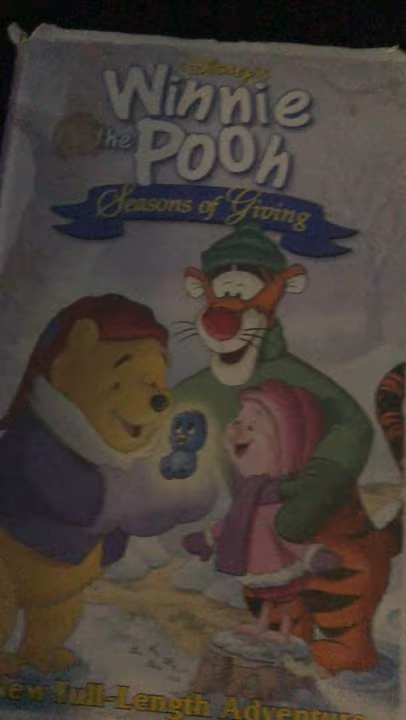 Disney's
Winnie
the
Pooh
Seasons of Giving
New Full-Length Adventure